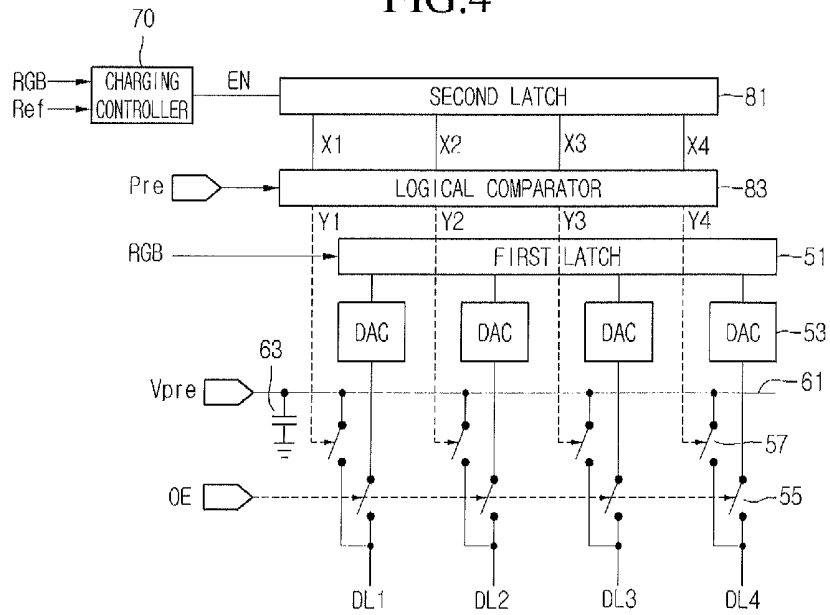 FIG.4
70
RGB
Ref
CHARGING
CONTROLLER
EN
SECOND LATCH
81
X1 X2 X3 X4
Pre
LOGICAL COMPARATOR
83
Y1 Y2 Y3 Y4
RGB
FIRST LATCH
51
DAC DAC DAC DAC
53
63
Vpre
61
57
OE
55
DL1 DL2 DL3 DL4